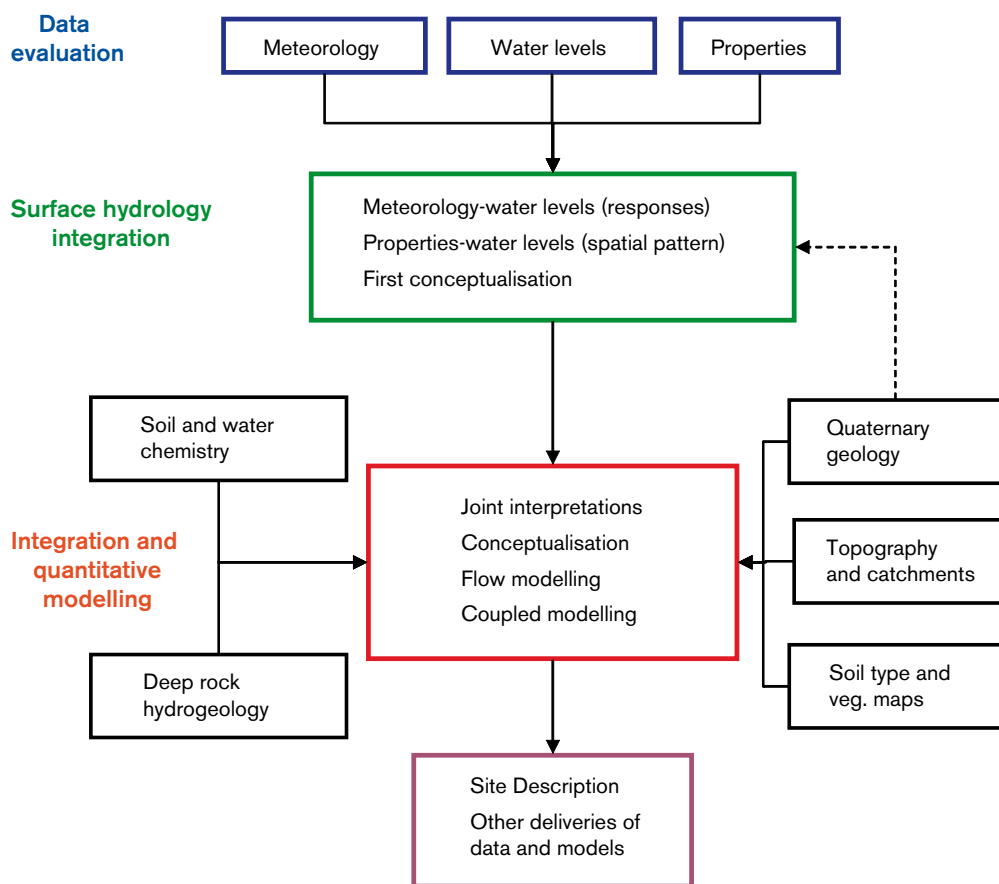 Data
evaluation
Meteorology
Water levels
Properties
Surface hydrology
integration
Meteorology-water levels (responses)
Properties-water levels (spatial pattern)
First conceptualisation
Soil and water
chemistry
Quaternary
geology
Integration and
quantitative
modelling
Joint interpretations
Conceptualisation
Flow modelling
Coupled modelling
Topography
and catchments
Deep rock
hydrogeology
Soil type and
veg. maps
Site Description
Other deliveries of
data and models